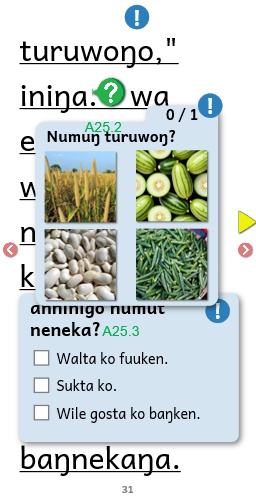 turuwoŋo,"
iniŋa. ? wa
A25.2
0 / 1
Numuŋ turuwoŋ?
e
w
n
k
anninigo numut
neneka? A25.3
Walta ko fuuken.
Sukta ko.
Wile gosta ko baŋken.
baŋnekaŋa.
31